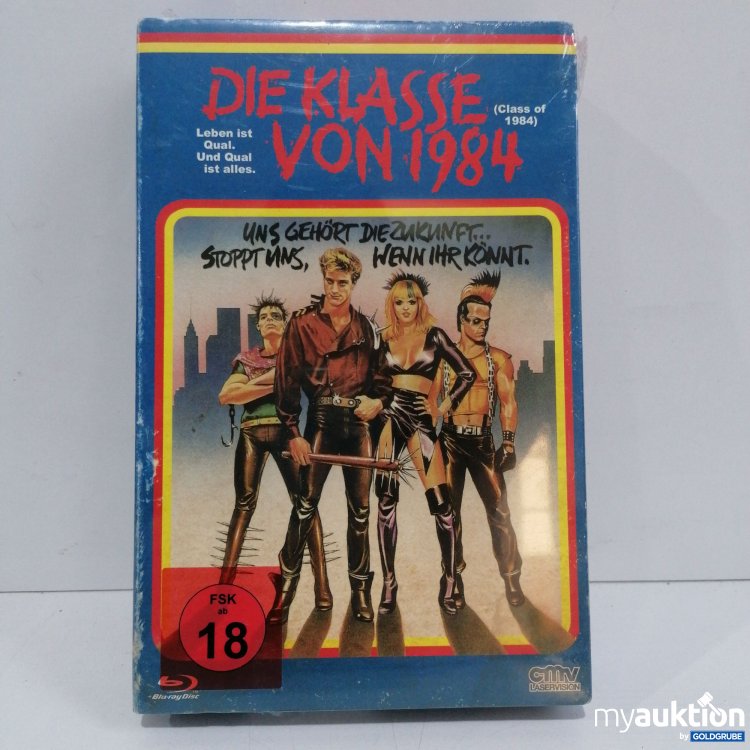 DIE KLASSE
VON 1984
(Class of
1984)
Leben ist
Qual.
Und Qual
ist alles.
UNS GEHÖRT DIE ZUKUNFT...
STOPPT UNS, WENN IHR KÖNNT.
FSK
ab
18
Blu-ray Disc
cmv
LASERVISION
myauktion
by GOLDGRUBE